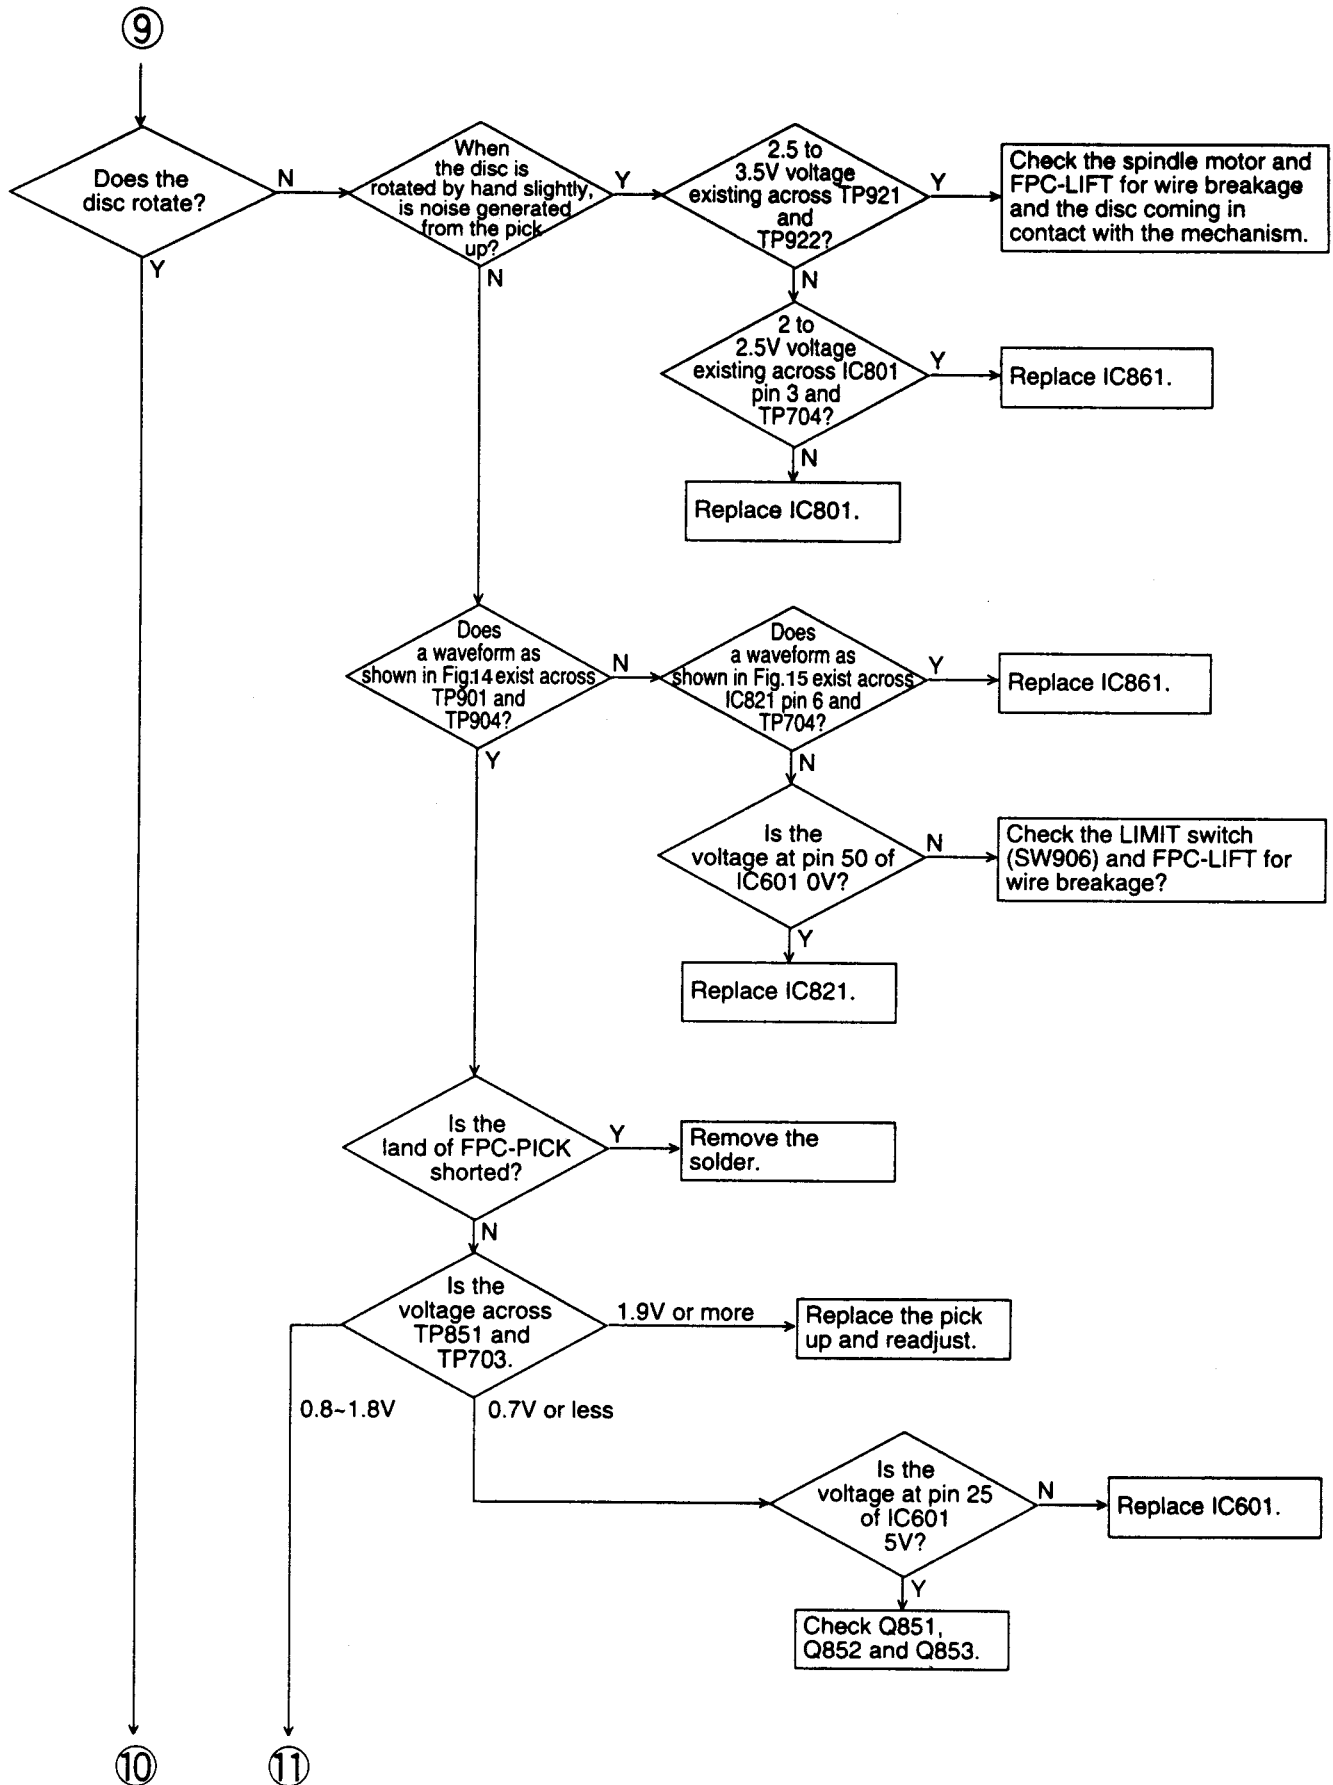 9
Does the
disc rotate?
N
Y
When
the disc is
rotated by hand slightly,
is noise generated
from the pick
up?
Y
N
2.5 to
3.5V voltage
existing across TP921
and
TP922?
Y
N
Check the spindle motor and
FPC-LIFT for wire breakage
and the disc coming in
contact with the mechanism.
2 to
2.5V voltage
existing across IC801
pin 3 and
TP704?
Y
N
Replace IC861.
Replace IC801.
Does
a waveform as
shown in Fig.14 exist across
TP901 and
TP904?
N
Y
Does
a waveform as
shown in Fig.15 exist across
IC821 pin 6 and
TP704?
Y
N
Replace IC861.
Is the
voltage at pin 50 of
IC601 0V?
N
Y
Check the LIMIT switch
(SW906) and FPC-LIFT for
wire breakage?
Replace IC821.
Is the
land of FPC-PICK
shorted?
Y
N
Remove the
solder.
Is the
voltage across
TP851 and
TP703.
1.9V or more
Replace the pick
up and readjust.
0.8~1.8V
0.7V or less
Is the
voltage at pin 25
of IC601
5V?
N
Y
Replace IC601.
Check Q851,
Q852 and Q853.
10
11